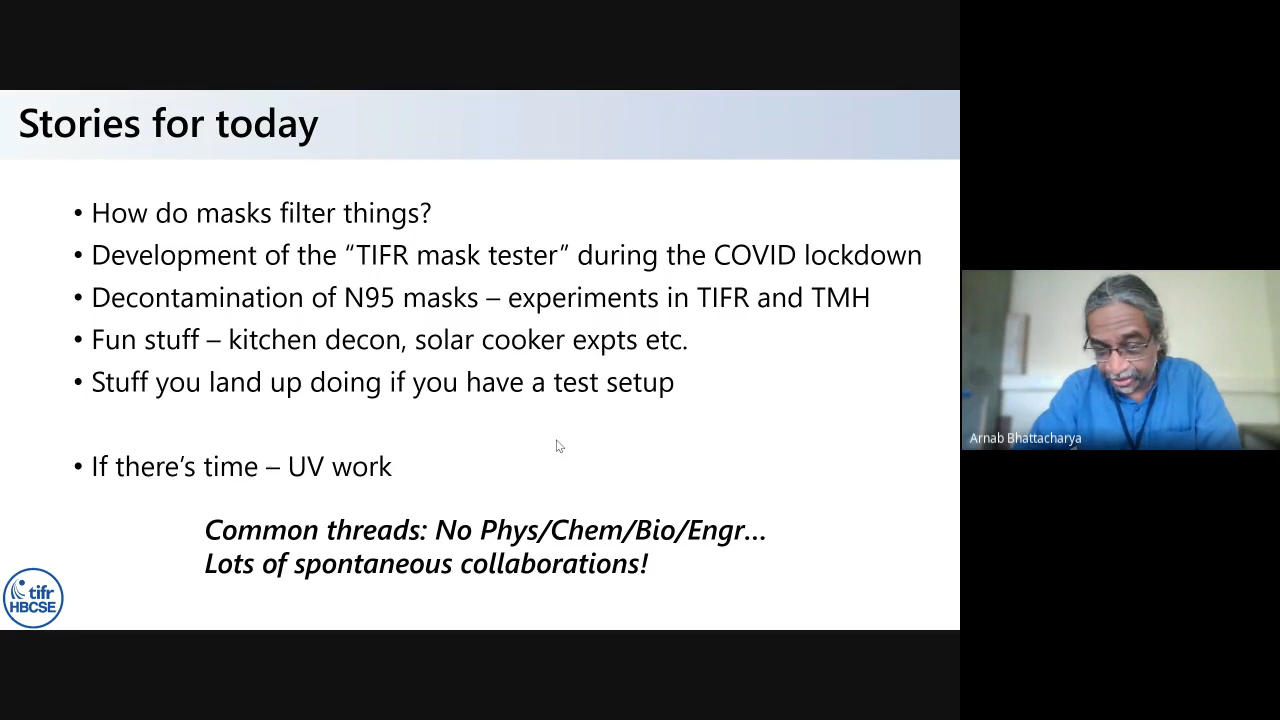 Stories for today
• How do masks filter things?
• Development of the “TIFR mask tester” during the COVID lockdown
• Decontamination of N95 masks – experiments in TIFR and TMH
• Fun stuff – kitchen decon, solar cooker expts etc.
• Stuff you land up doing if you have a test setup
• If there’s time – UV work
Common threads: No Phys/Chem/Bio/Engr...
Lots of spontaneous collaborations!
tifr
HBCSE
Arnab Bhattacharya